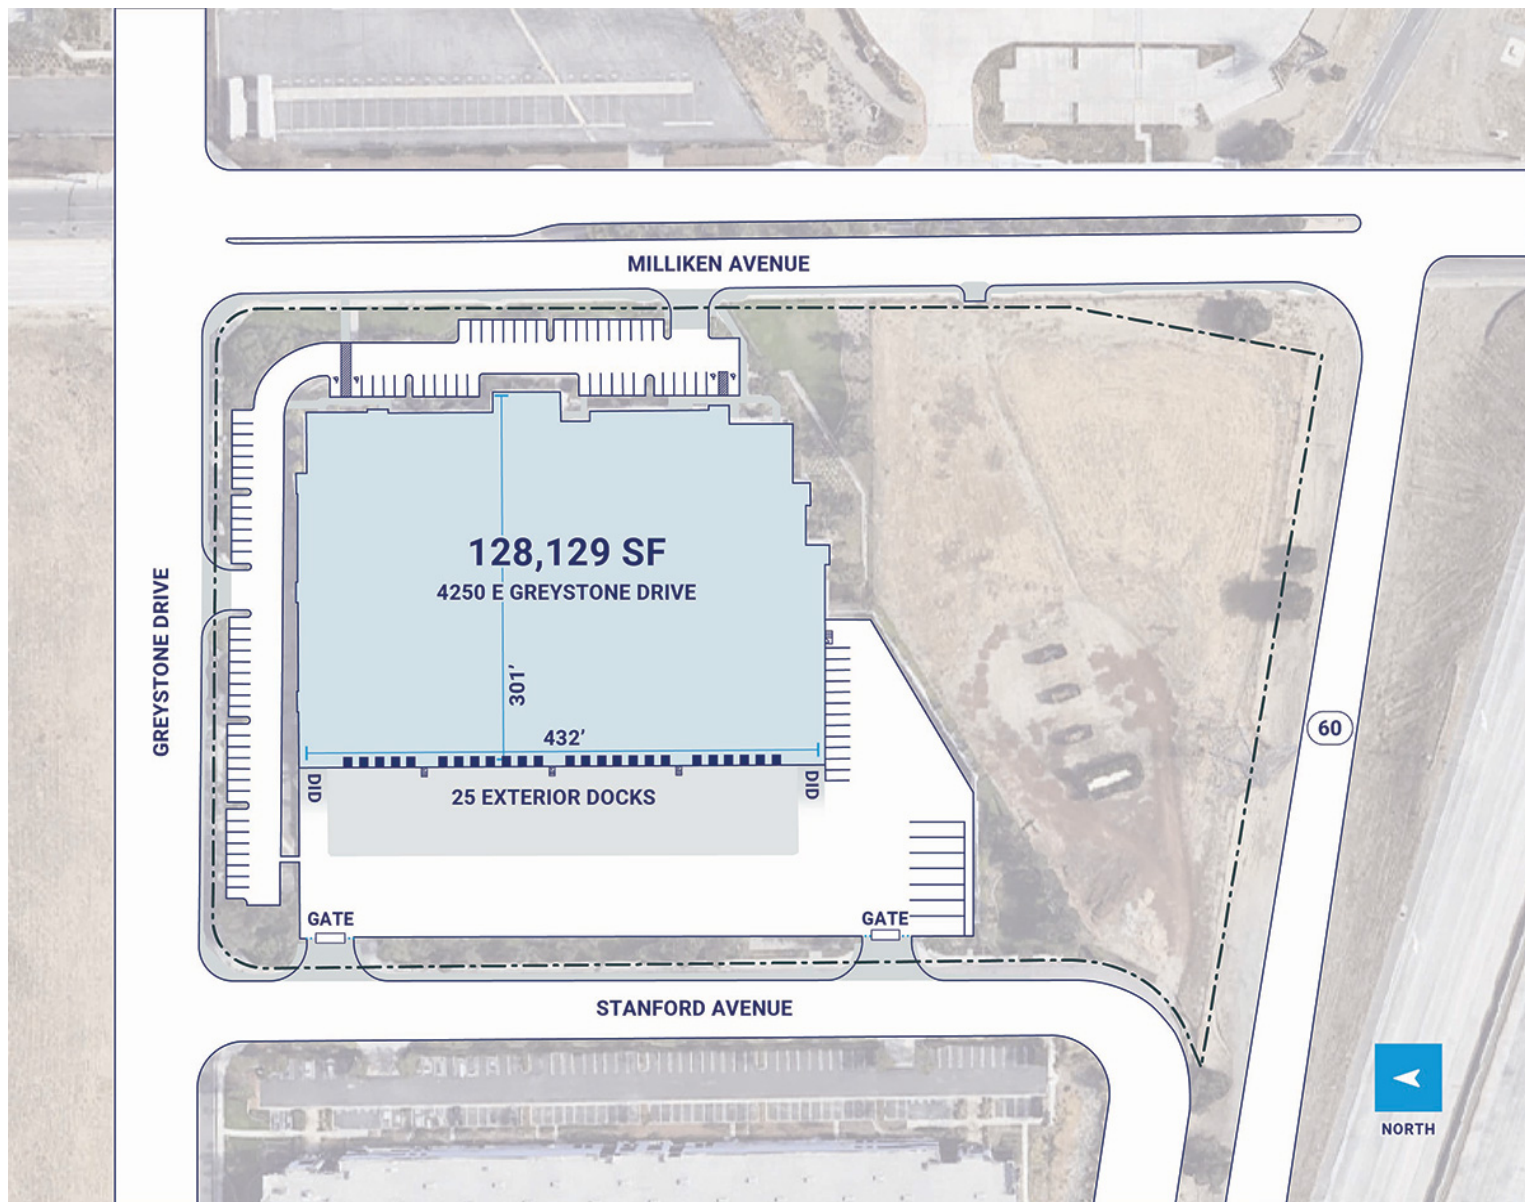 MILLIKEN AVENUE
128,129 SF
4250 E GREYSTONE DRIVE
GREYSTONE DRIVE
301’
432’
60
DID
25 EXTERIOR DOCKS
DID
GATE
GATE
STANFORD AVENUE
NORTH